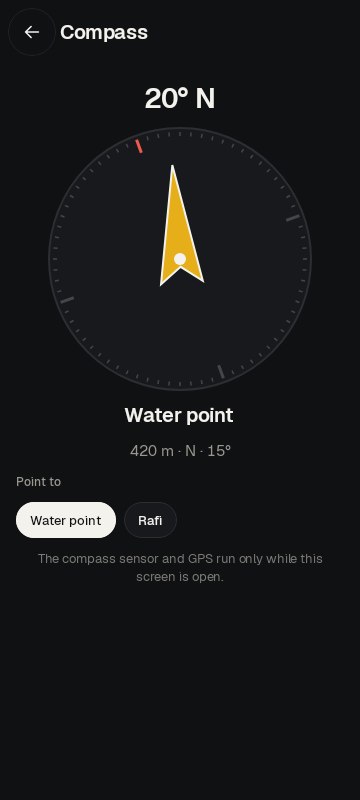 Compass
20° N
Water point
420 m · N · 15°
Point to
Water point
Rafi
The compass sensor and GPS run only while this
screen is open.